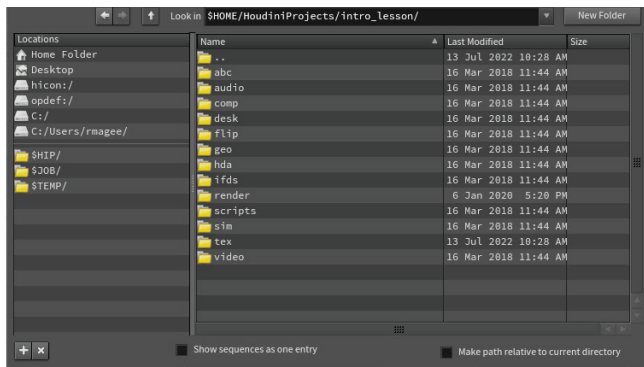 Look in $HOME/HoudiniProjects/intro_lesson/ New Folder
Locations
Home Folder
Desktop
hicon:/
opdef:/
C:/
C:/Users/rmagee/
$HIP/
$JOB/
$TEMP/
Name Last Modified Size
.. 13 Jul 2022 10:28 AM
abc 16 Mar 2018 11:44 AM
audio 16 Mar 2018 11:44 AM
comp 16 Mar 2018 11:44 AM
desk 16 Mar 2018 11:44 AM
flip 16 Mar 2018 11:44 AM
geo 16 Mar 2018 11:44 AM
hda 16 Mar 2018 11:44 AM
ifds 16 Mar 2018 11:44 AM
render 6 Jan 2020 5:20 PM
scripts 16 Mar 2018 11:44 AM
sim 16 Mar 2018 11:44 AM
tex 13 Jul 2022 10:28 AM
video 16 Mar 2018 11:44 AM
Show sequences as one entry
Make path relative to current directory